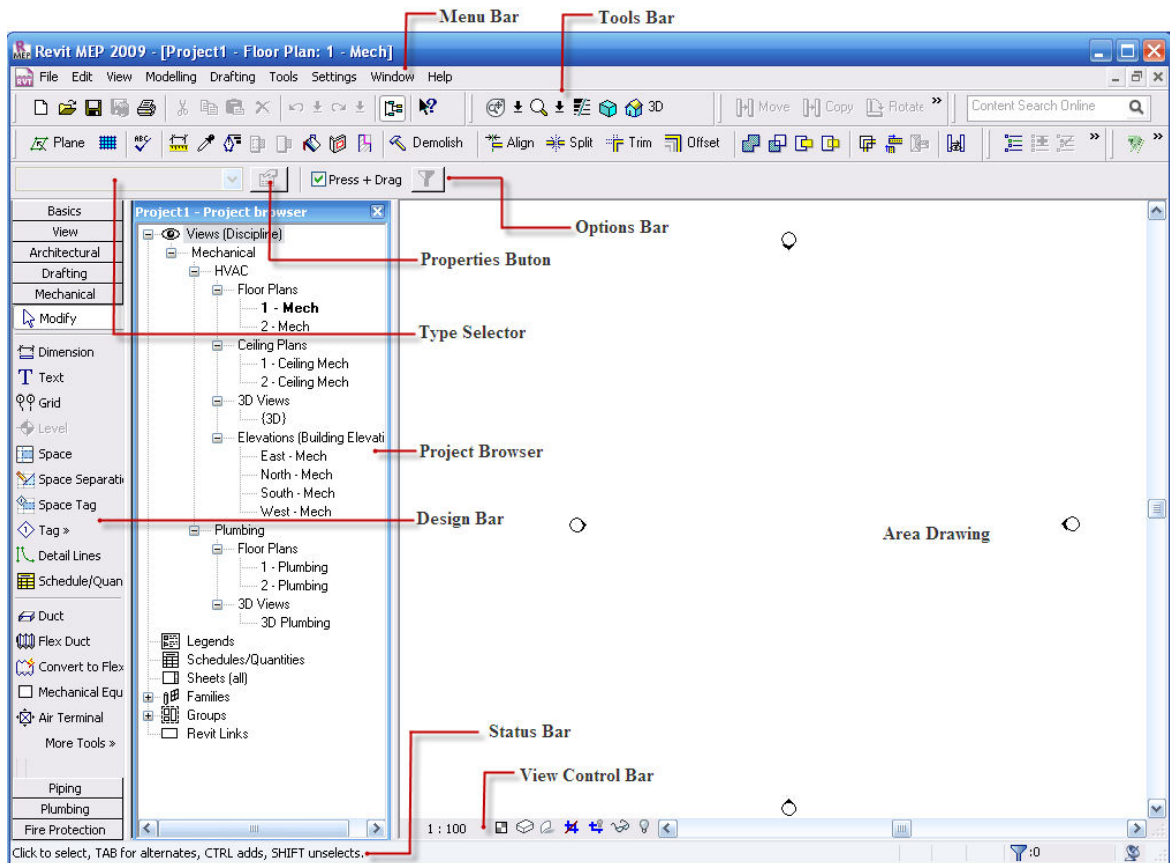 Menu Bar
Tools Bar
Revit MEP 2009 - [Project1 - Floor Plan: 1 - Mech]
File Edit View Modelling Drafting Tools Settings Window Help
3D Move Copy Rotate » Content Search Online
Plane Demolish Align Split Trim Offset » »
Press + Drag
Options Bar
Properties Buton
Type Selector
Project Browser
Design Bar
Area Drawing
Status Bar
View Control Bar
Basics
View
Architectural
Drafting
Mechanical
Modify
Dimension
Text
Grid
Level
Space
Space Separati
Space Tag
Tag »
Detail Lines
Schedule/Quan
Duct
Flex Duct
Convert to Flex
Mechanical Equ
Air Terminal
More Tools »
Piping
Plumbing
Fire Protection
Project1 - Project browser
Views (Discipline)
Mechanical
HVAC
Floor Plans
1 - Mech
2 - Mech
Ceiling Plans
1 - Ceiling Mech
2 - Ceiling Mech
3D Views
{3D}
Elevations (Building Elevati
East - Mech
North - Mech
South - Mech
West - Mech
Plumbing
Floor Plans
1 - Plumbing
2 - Plumbing
3D Views
3D Plumbing
Legends
Schedules/Quantities
Sheets (all)
Families
Groups
Revit Links
1 : 100
Click to select, TAB for alternates, CTRL adds, SHIFT unselects.
:0